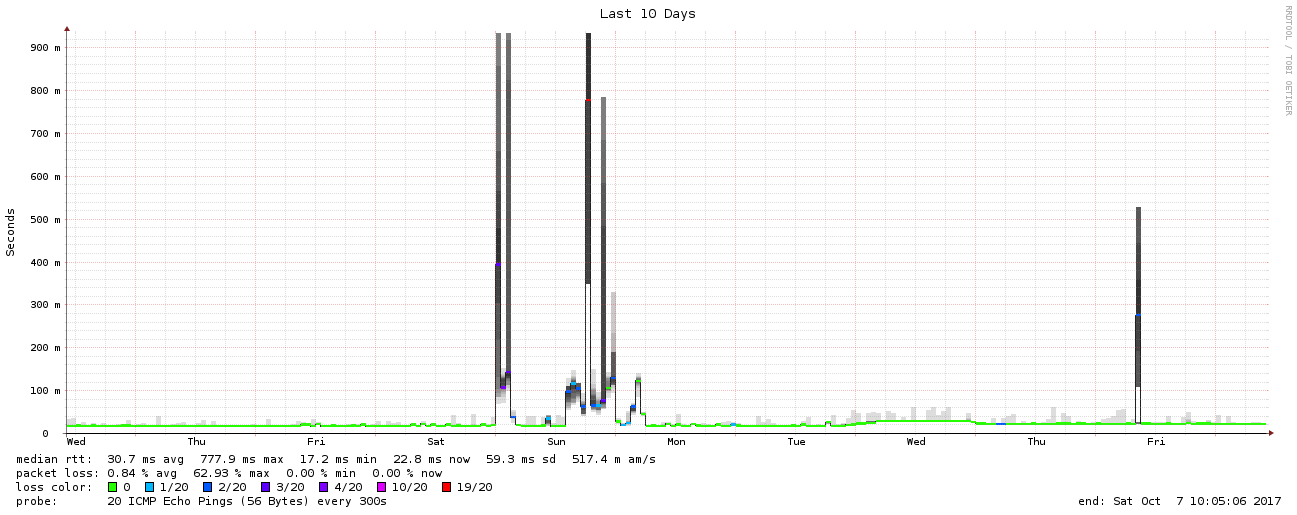 Last 10 Days
RRDTOOL / TOBI OETIKER
Seconds
900 m
800 m
700 m
600 m
500 m
400 m
300 m
200 m
100 m
0
Wed Thu Fri Sat Sun Mon Tue Wed Thu Fri
median rtt: 30.7 ms avg 777.9 ms max 17.2 ms min 22.8 ms now 59.3 ms sd 517.4 m am/s
packet loss: 0.84 % avg 62.93 % max 0.00 % min 0.00 % now
loss color: 0 1/20 2/20 3/20 4/20 10/20 19/20
probe: 20 ICMP Echo Pings (56 Bytes) every 300s end: Sat Oct 7 10:05:06 2017